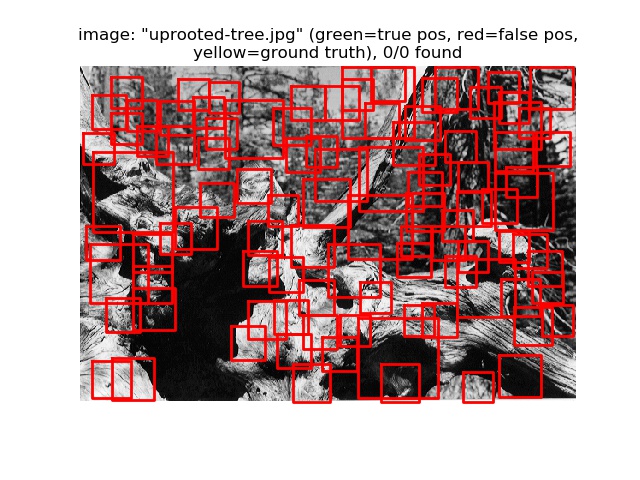 image: "uprooted-tree.jpg" (green=true pos, red=false pos,
yellow=ground truth), 0/0 found